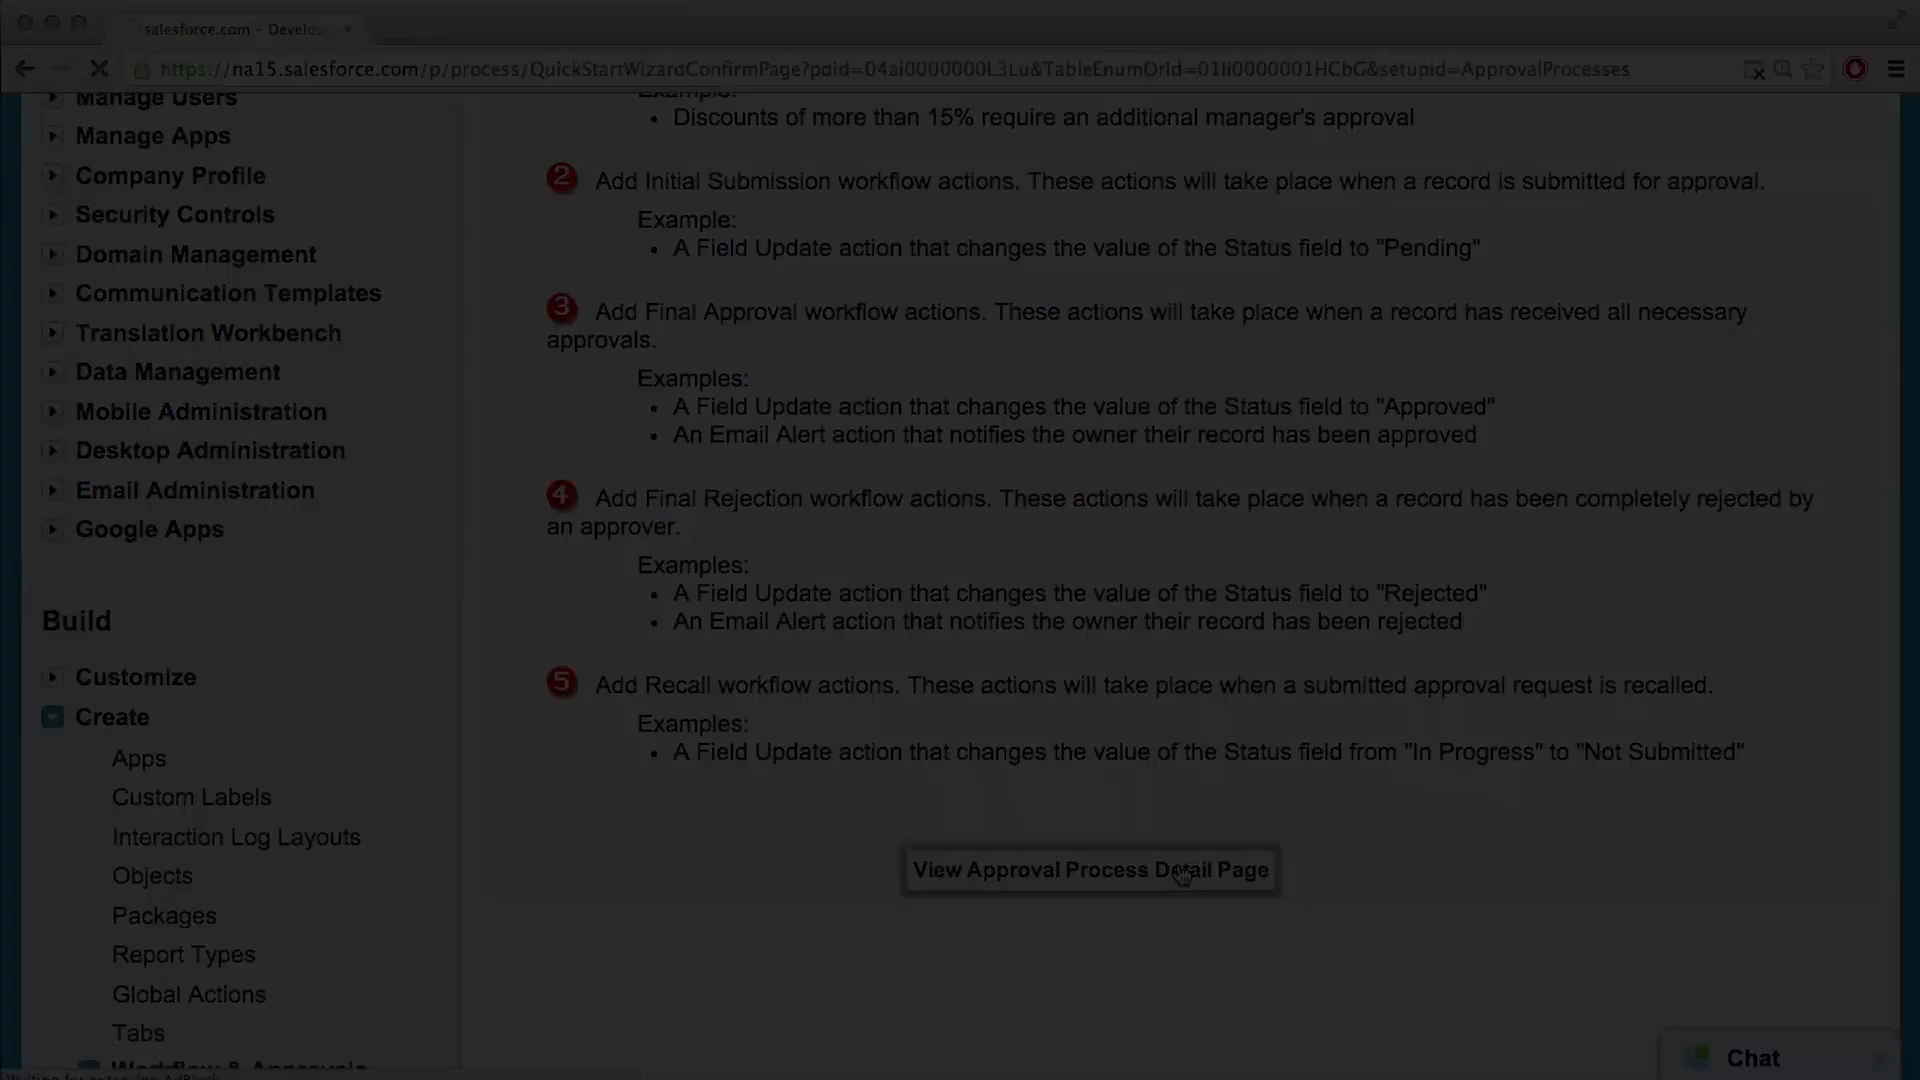 salesforce.com - Develo
https://na15.salesforce.com/p/process/QuickStartWizardConfirmPage?pdid=04ai0000000L3Lu&TableEnumOrId=01Ii0000001HCbG&setupid=ApprovalProcesses
Manage Users
Manage Apps
Company Profile
Security Controls
Domain Management
Communication Templates
Translation Workbench
Data Management
Mobile Administration
Desktop Administration
Email Administration
Google Apps
Build
Customize
Create
Apps
Custom Labels
Interaction Log Layouts
Objects
Packages
Report Types
Global Actions
Tabs
Workflow & Approvals
Waiting for extension AdBlock
Example:
• Discounts of more than 15% require an additional manager's approval
2 Add Initial Submission workflow actions. These actions will take place when a record is submitted for approval.
Example:
• A Field Update action that changes the value of the Status field to "Pending"
3 Add Final Approval workflow actions. These actions will take place when a record has received all necessary
approvals.
Examples:
• A Field Update action that changes the value of the Status field to "Approved"
• An Email Alert action that notifies the owner their record has been approved
4 Add Final Rejection workflow actions. These actions will take place when a record has been completely rejected by
an approver.
Examples:
• A Field Update action that changes the value of the Status field to "Rejected"
• An Email Alert action that notifies the owner their record has been rejected
5 Add Recall workflow actions. These actions will take place when a submitted approval request is recalled.
Examples:
• A Field Update action that changes the value of the Status field from "In Progress" to "Not Submitted"
View Approval Process Detail Page
Chat